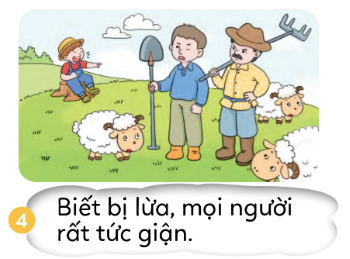 4
Biết bị lừa, mọi người
rất tức giận.